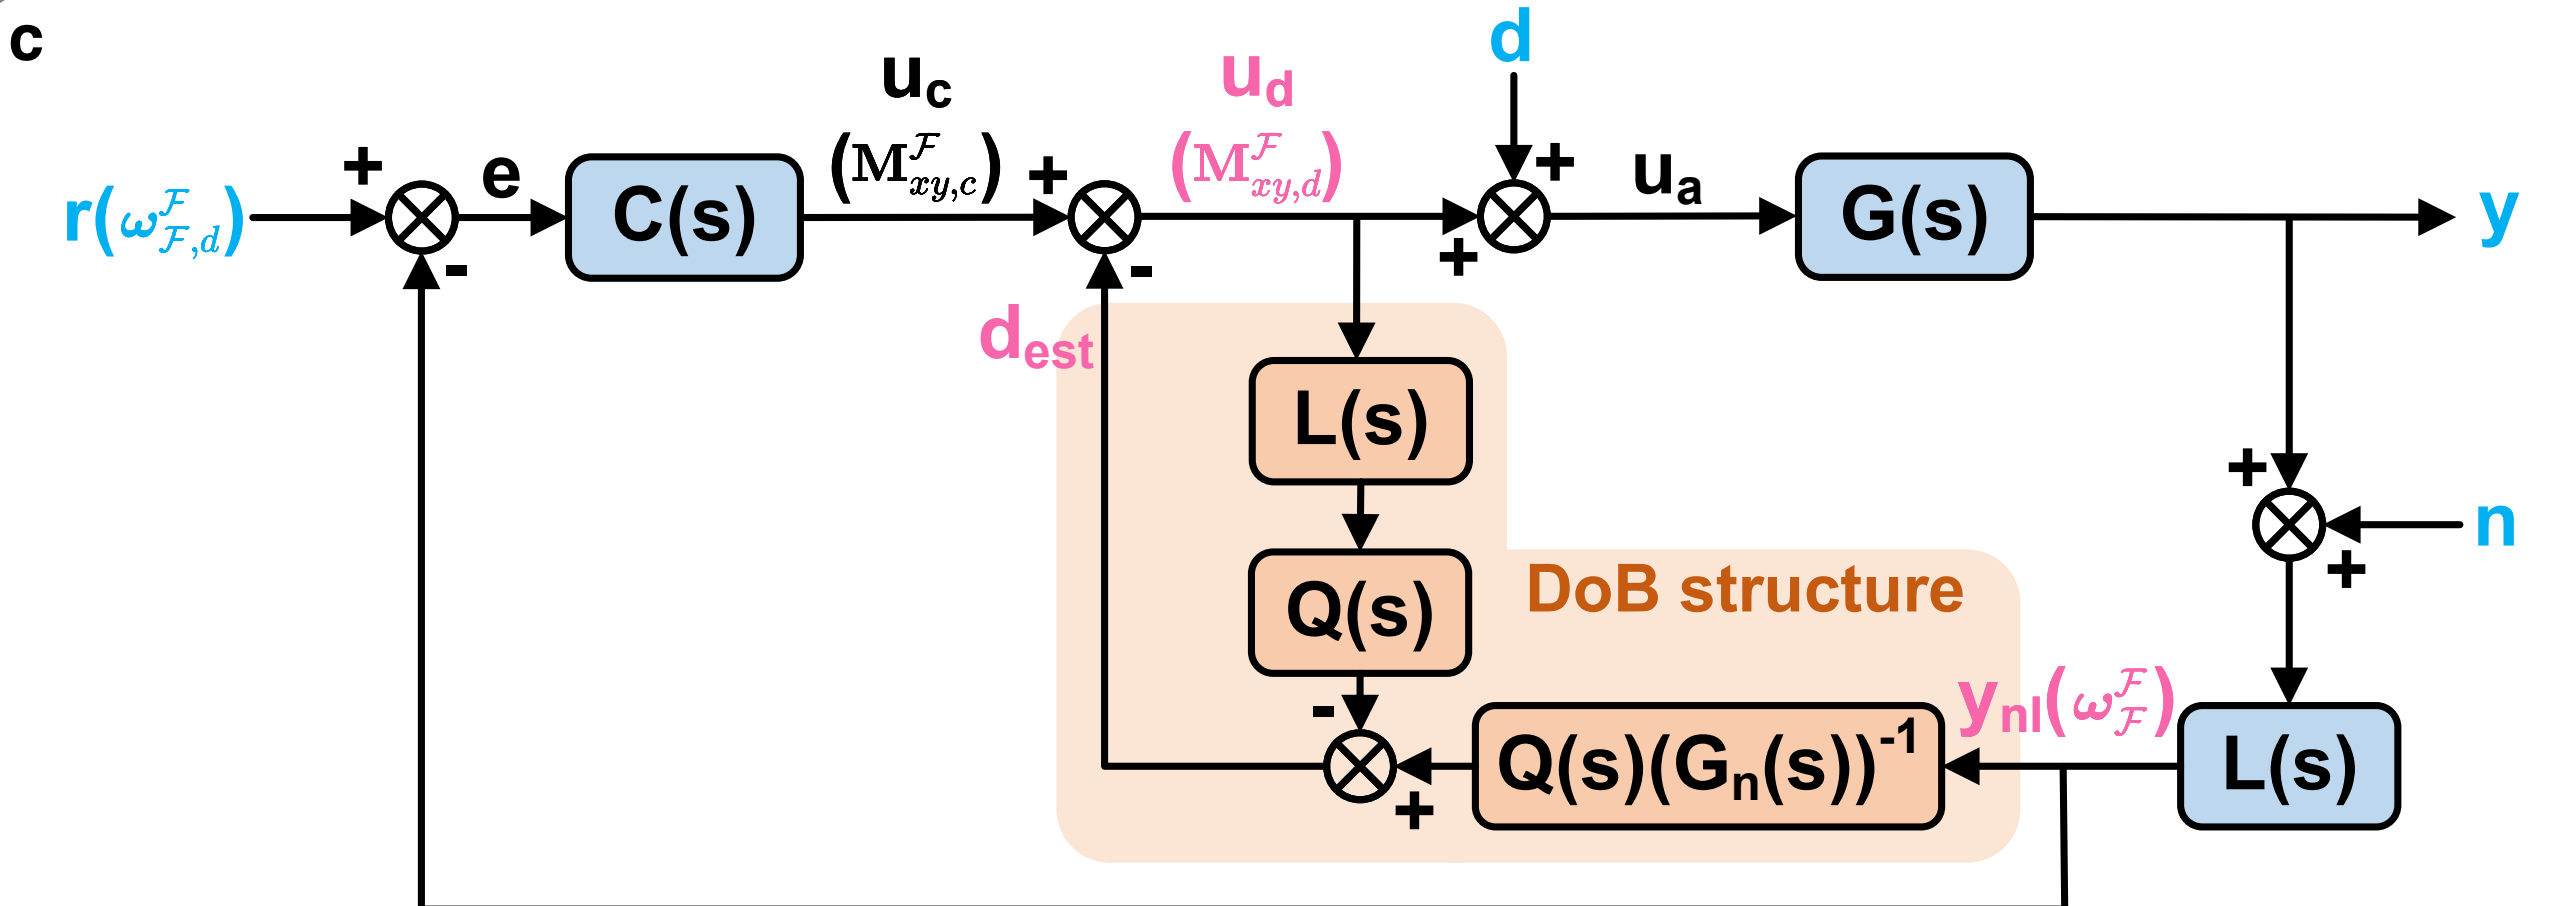 c
d
u_c
u_d
(M^ℱ_{xy,c})
(M^ℱ_{xy,d})
+
+
+
r(ω^ℱ_{ℱ,d})
e
C(s)
u_a
G(s)
y
-
-
+
d_est
L(s)
+
n
+
Q(s)
DoB structure
-
y_nl(ω^ℱ_ℱ)
Q(s)(G_n(s))^-1
L(s)
+